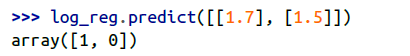 >>> log_reg.predict([[1.7], [1.5]])
array([1, 0])